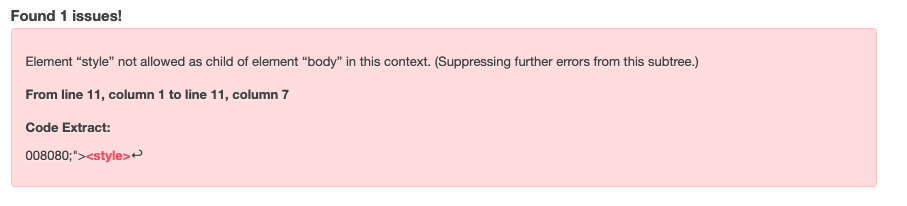 Found 1 issues!
Element “style” not allowed as child of element “body” in this context. (Suppressing further errors from this subtree.)
From line 11, column 1 to line 11, column 7
Code Extract:
008080;"><style>↩